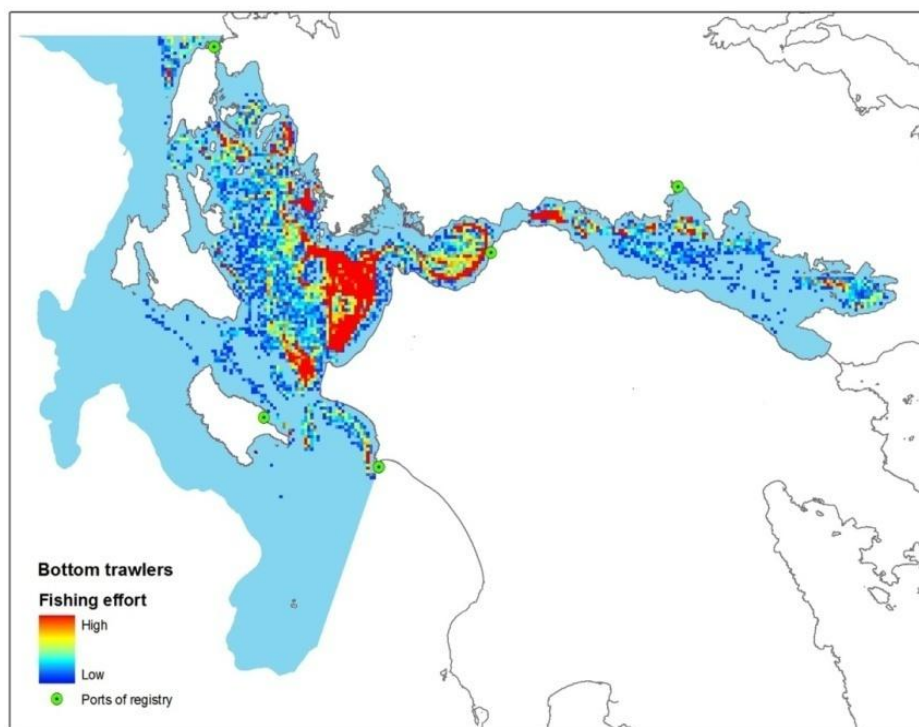 Bottom trawlers
Fishing effort
High
Low
Ports of registry